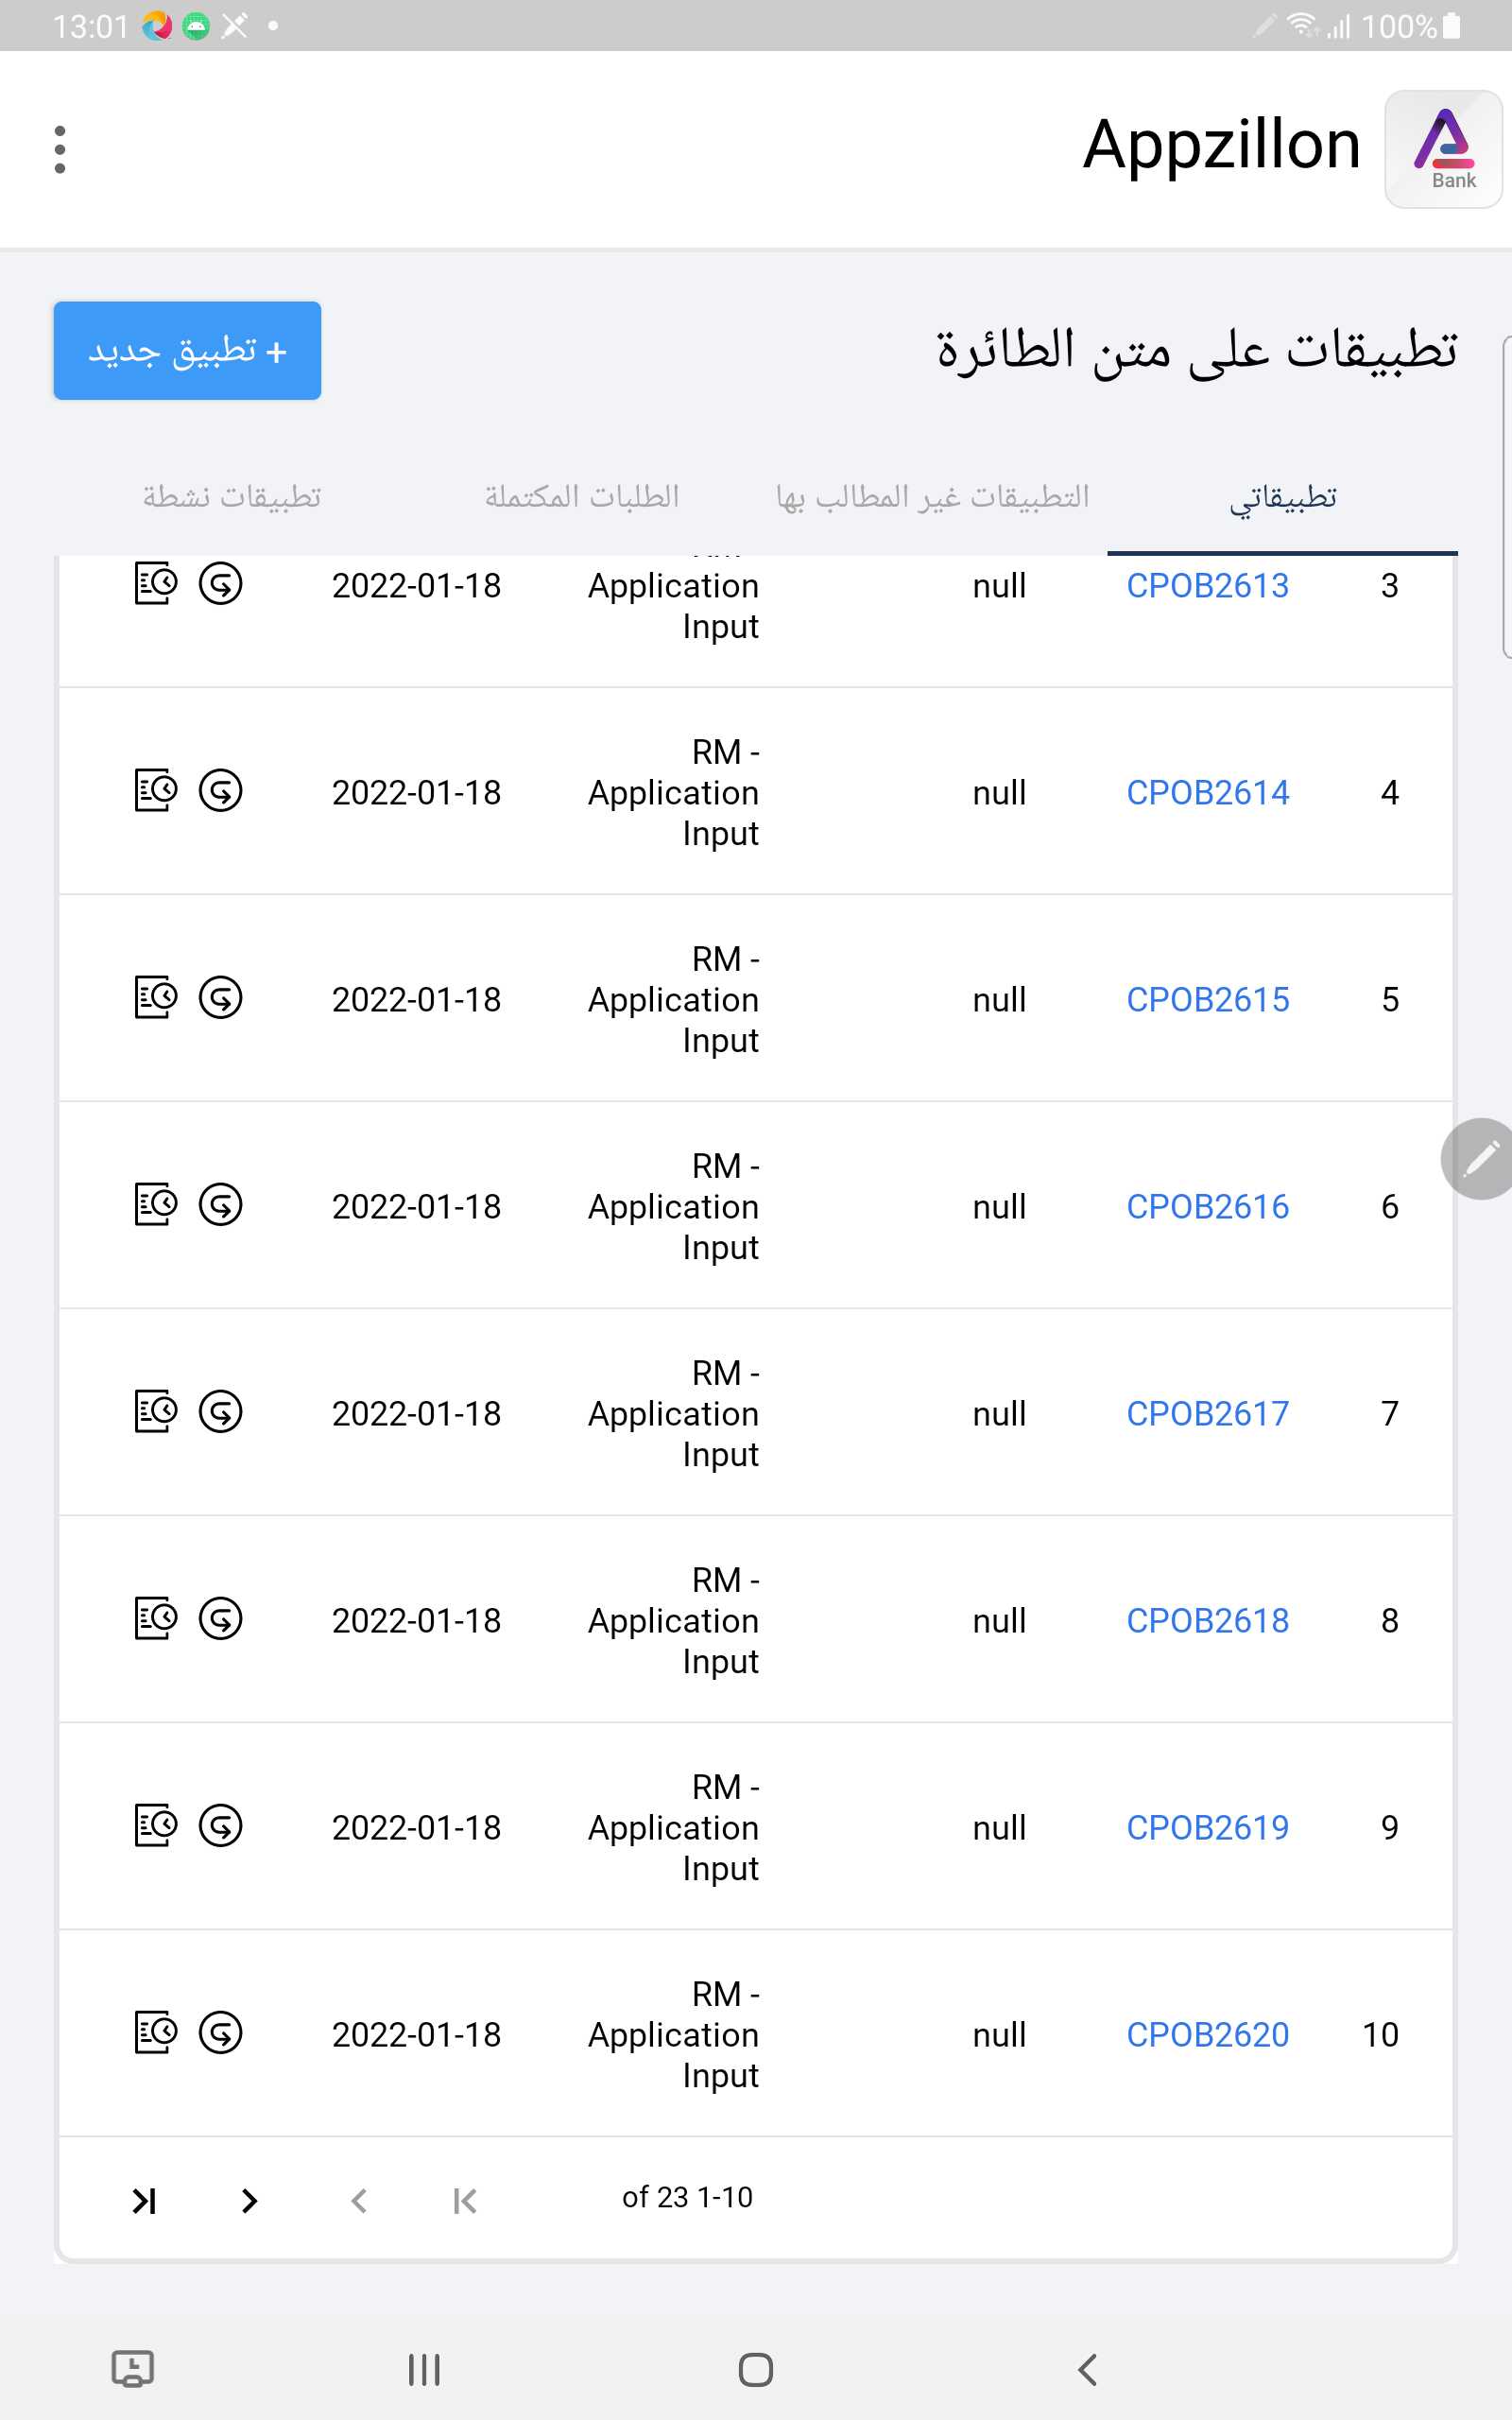 13:01
100%
Appzillon
Bank
تطبيقات على متن الطائرة
+ تطبيق جديد
تطبيقاتي
التطبيقات غير المطالب بها
الطلبات المكتملة
تطبيقات نشطة
3
CPOB2613
null
Application
Input
2022-01-18
4
CPOB2614
null
RM -
Application
Input
2022-01-18
5
CPOB2615
null
RM -
Application
Input
2022-01-18
6
CPOB2616
null
RM -
Application
Input
2022-01-18
7
CPOB2617
null
RM -
Application
Input
2022-01-18
8
CPOB2618
null
RM -
Application
Input
2022-01-18
9
CPOB2619
null
RM -
Application
Input
2022-01-18
10
CPOB2620
null
RM -
Application
Input
2022-01-18
of 23 1-10